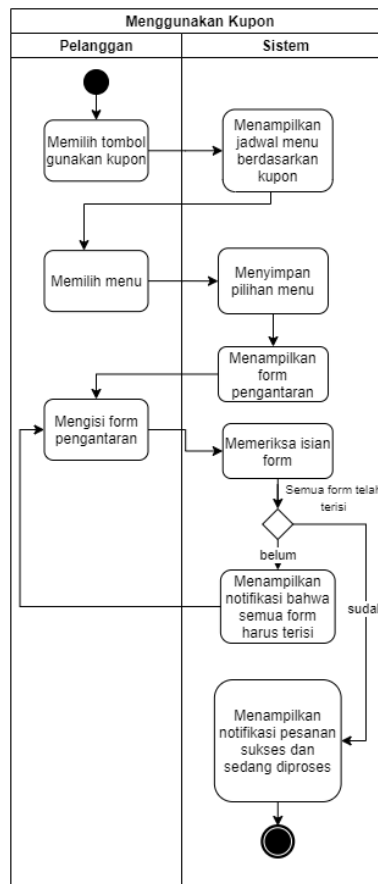 Menggunakan Kupon
Pelanggan
Sistem
Memilih tombol
gunakan kupon
Menampilkan
jadwal menu
berdasarkan
kupon
Memilih menu
Menyimpan
pilihan menu
Menampilkan
form
pengantaran
Mengisi form
pengantaran
Memeriksa isian
form
Semua form telah
terisi
belum
sudah
Menampilkan
notifikasi bahwa
semua form
harus terisi
Menampilkan
notifikasi pesanan
sukses dan
sedang diproses